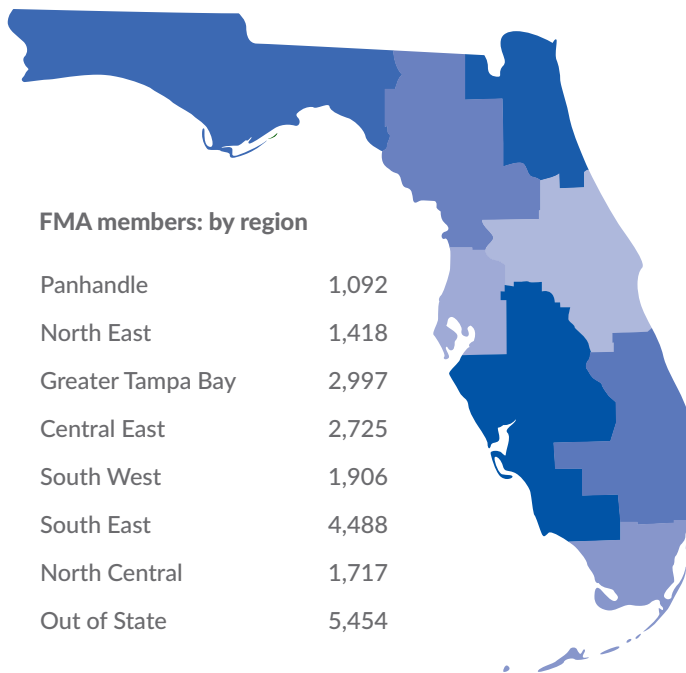 FMA members: by region
Panhandle 1,092
North East 1,418
Greater Tampa Bay 2,997
Central East 2,725
South West 1,906
South East 4,488
North Central 1,717
Out of State 5,454